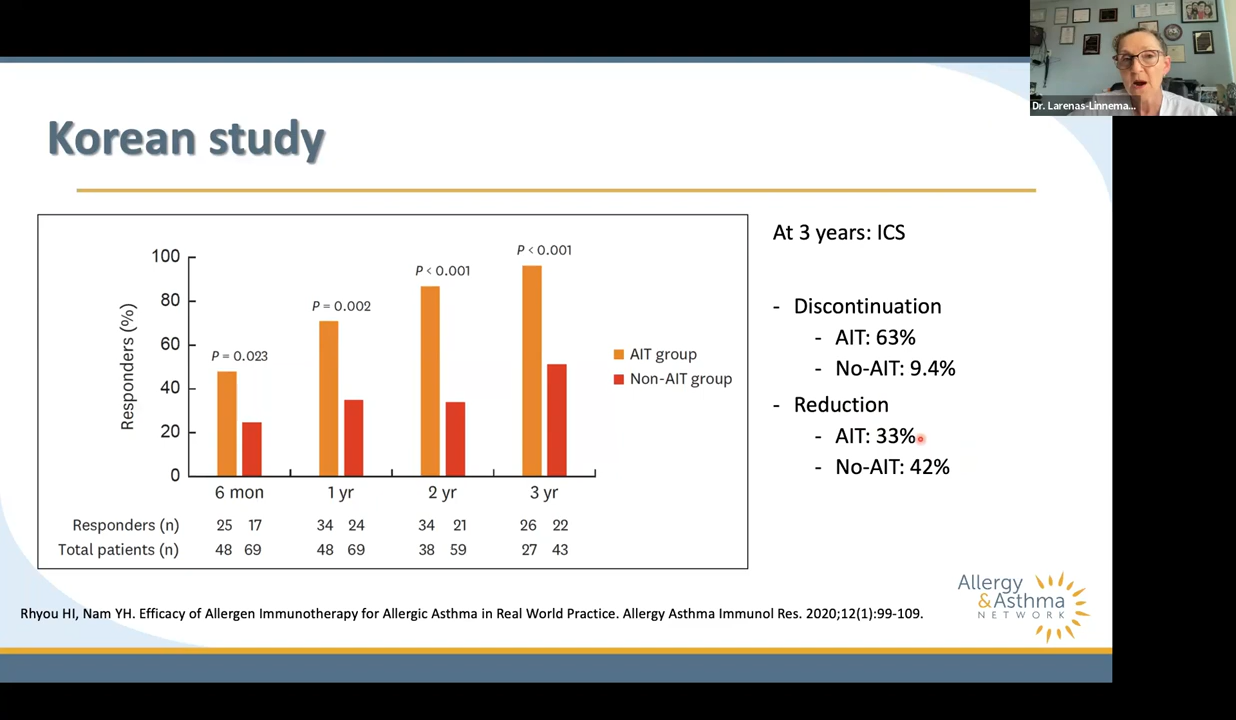 Dr. Larenas-Linnema...
Korean study
Responders (%)
100
80
60
40
20
0
P = 0.023
P = 0.002
P < 0.001
P < 0.001
AIT group
Non-AIT group
6 mon 1 yr 2 yr 3 yr
Responders (n) 25 17 34 24 34 21 26 22
Total patients (n) 48 69 48 69 38 59 27 43
At 3 years: ICS
- Discontinuation
- AIT: 63%
- No-AIT: 9.4%
- Reduction
- AIT: 33%
- No-AIT: 42%
Rhyou HI, Nam YH. Efficacy of Allergen Immunotherapy for Allergic Asthma in Real World Practice. Allergy Asthma Immunol Res. 2020;12(1):99-109.
Allergy
&Asthma
NETWORK